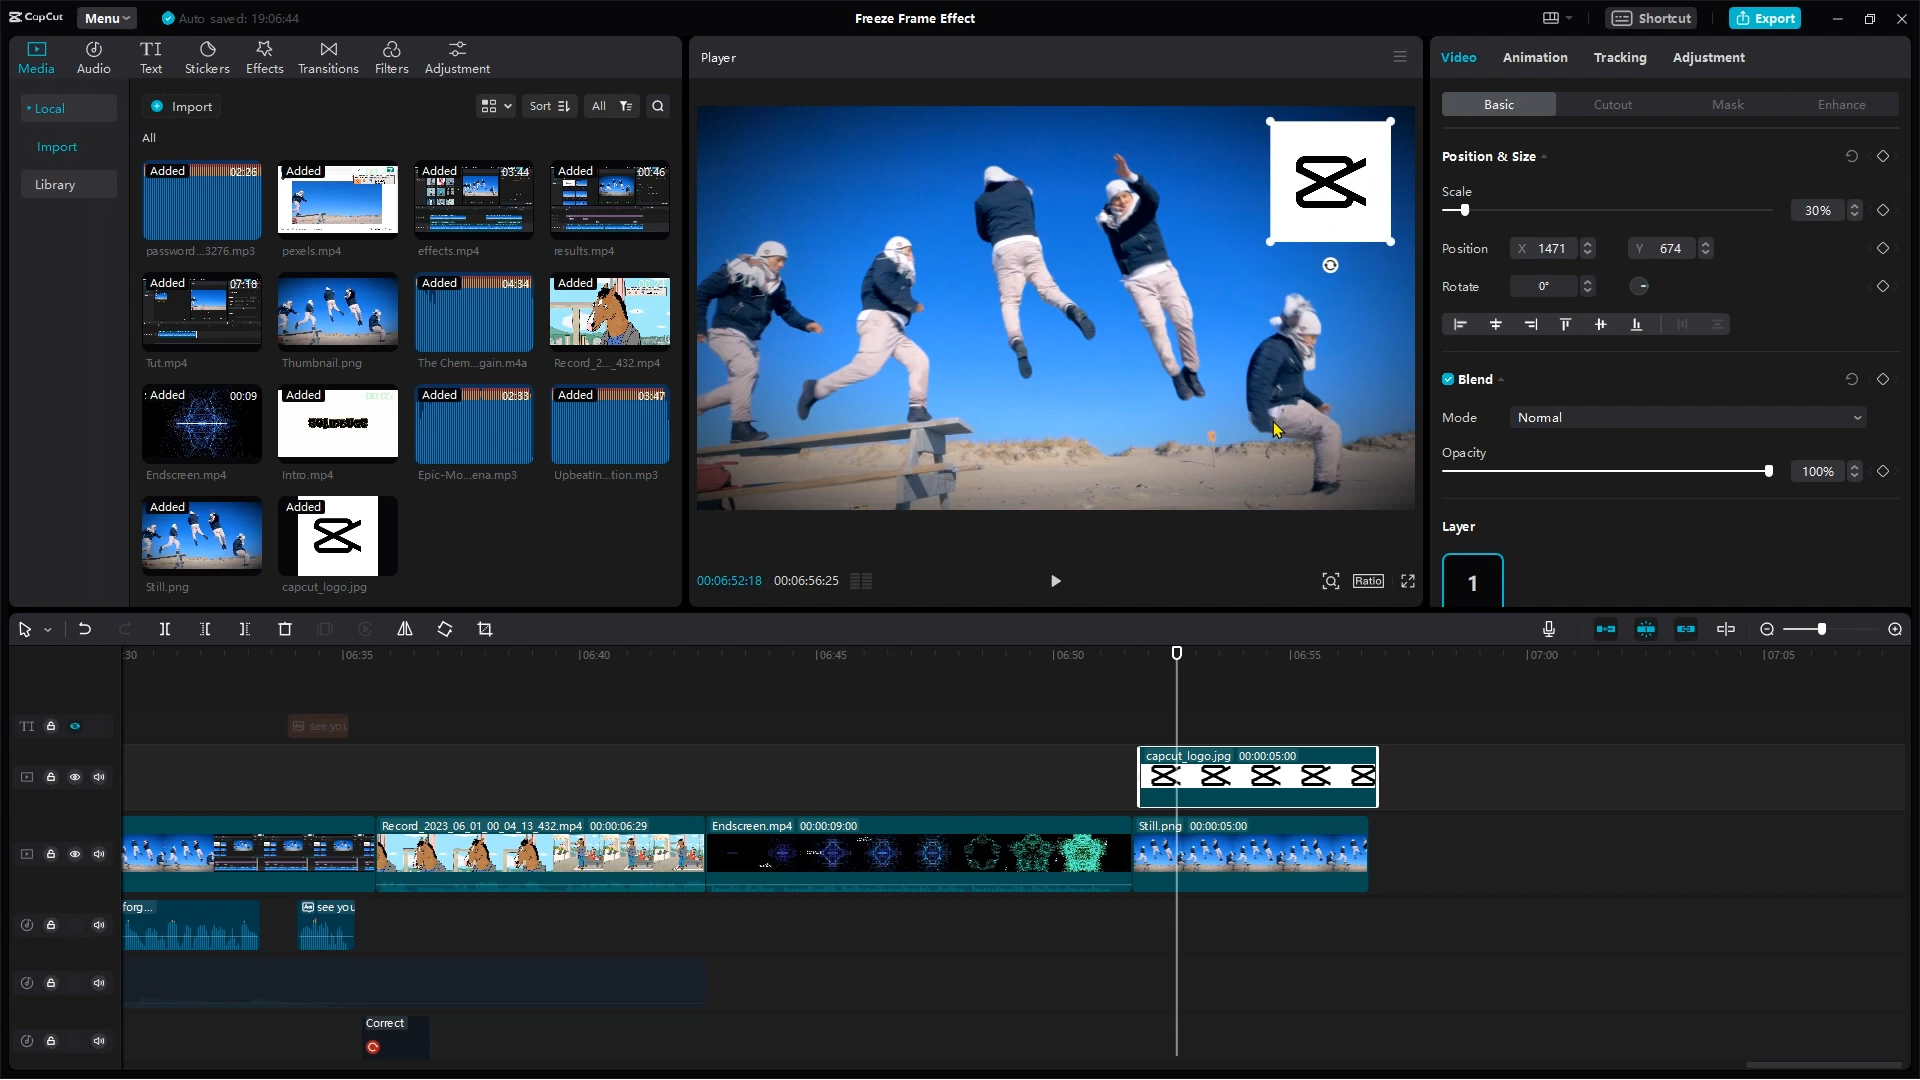 CapCut
Menu
Auto saved: 19:06:44
Freeze Frame Effect
Shortcut
Export
Media
Audio
Text
Stickers
Effects
Transitions
Filters
Adjustment
Player
Video
Animation
Tracking
Adjustment
Local
Import
Library
Import
Sort
All
All
Added 02:26
Added
Added 03:44
Added 00:46
password...3276.mp3
pexels.mp4
effects.mp4
results.mp4
Added 07:18
Added 04:34
Added
Tut.mp4
Thumbnail.png
The Chem...gain.m4a
Record_2..._432.mp4
Added 00:09
Added 00:05
Added 02:33
Added 03:47
Endscreen.mp4
Intro.mp4
Epic-Mo...ena.mp3
UpbeatIn...tion.mp3
Added
Added
Still.png
capcut_logo.jpg
00:06:52:18
00:06:56:25
Ratio
Basic
Cutout
Mask
Enhance
Position & Size
Scale
30%
Position
X 1471
Y 674
Rotate
0°
Blend
Mode
Normal
Opacity
100%
Layer
1
:30
06:35
06:40
06:45
06:50
06:55
07:00
07:05
TI
see you
capcut_logo.jpg 00:00:05:00
Record_2023_06_01_00_04_13_432.mp4 00:00:06:29
Endscreen.mp4 00:00:09:00
Still.png 00:00:05:00
forg...
see you
Correct